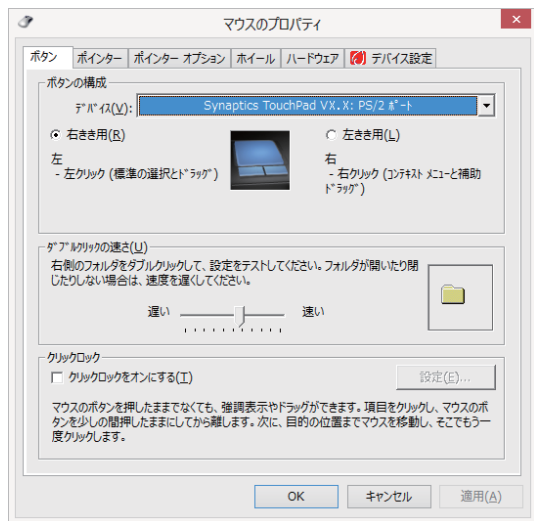 マウスのプロパティ
×
ボタン ポインター ポインター オプション ホイール ハードウェア デバイス設定
ボタンの構成
ﾃﾞﾊﾞｲｽ(V): Synaptics TouchPad VX.X: PS/2 ﾎﾟｰﾄ
右きき用(R) 左きき用(L)
左
- 左クリック (標準の選択とﾄﾞﾗｯｸﾞ)
右
- 右クリック (ｺﾝﾃｷｽﾄ ﾒﾆｭｰと補助
ﾄﾞﾗｯｸﾞ)
ﾀﾞﾌﾞﾙｸﾘｯｸの速さ(U)
右側のフォルダをダブルクリックして、設定をテストしてください。フォルダが開いたり閉
じたりしない場合は、速度を遅くしてください。
遅い 速い
クリックロック
クリックロックをオンにする(T) 設定(E)...
マウスのボタンを押したままでなくても、強調表示やドラッグができます。項目をクリックし、マウスのボ
タンを少しの間押したままにしてから離します。次に、目的の位置までマウスを移動し、そこでもう一
度クリックします。
OK キャンセル 適用(A)